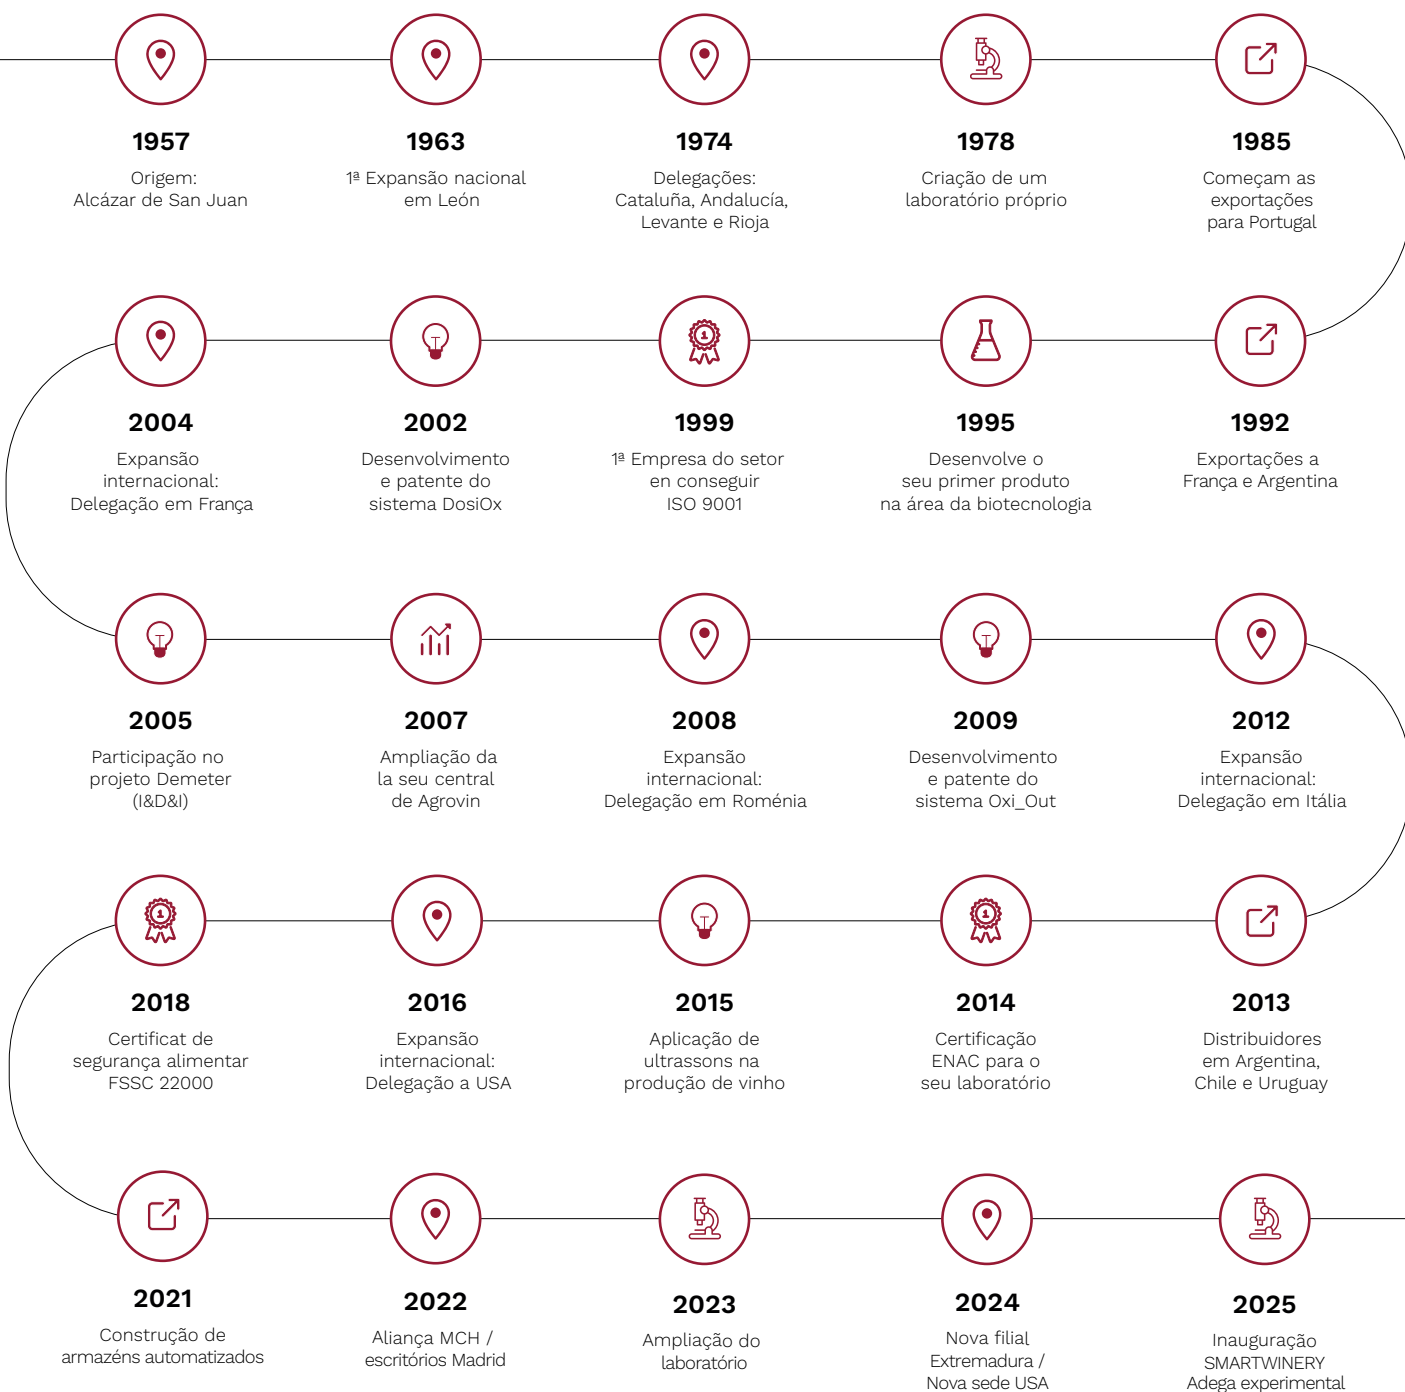 1957
Origem:
Alcázar de San Juan
1963
1ª Expansão nacional
em León
1974
Delegações:
Cataluña, Andalucía,
Levante e Rioja
1978
Criação de um
laboratório próprio
1985
Começam as
exportações
para Portugal
2004
Expansão
internacional:
Delegação em França
2002
Desenvolvimento
e patente do
sistema DosiOx
1
1999
1ª Empresa do setor
en conseguir
ISO 9001
1995
Desenvolve o
seu primer produto
na área da biotecnologia
1992
Exportações a
França e Argentina
2005
Participação no
projeto Demeter
(I&D&I)
2007
Ampliação da
la seu central
de Agrovin
2008
Expansão
internacional:
Delegação em Roménia
2009
Desenvolvimento
e patente do
sistema Oxi_Out
2012
Expansão
internacional:
Delegação em Itália
1
2018
Certificat de
segurança alimentar
FSSC 22000
2016
Expansão
internacional:
Delegação a USA
2015
Aplicação de
ultrassons na
produção de vinho
1
2014
Certificação
ENAC para o
seu laboratório
2013
Distribuidores
em Argentina,
Chile e Uruguay
2021
Construção de
armazéns automatizados
2022
Aliança MCH /
escritórios Madrid
2023
Ampliação do
laboratório
2024
Nova filial
Extremadura /
Nova sede USA
2025
Inauguração
SMARTWINERY
Adega experimental